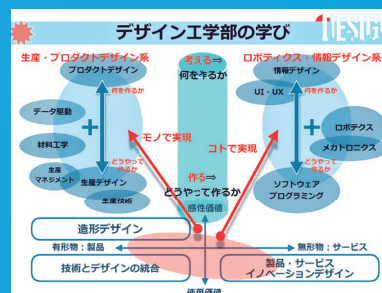 デザイン工学部の学び
DESIG
生産・プロダクトデザイン系
考える⇒
何を作るか
ロボティクス・情報デザイン系
プロダクトデザイン
情報デザイン
何を作るか
UI・UX
何を作るか
データ駆動
+
モノで実現
コトで実現
+
ロボテクス
材料工学
メカトロニクス
生産
マネジメント
どうやって
作るか
どうやって
作るか
生産デザイン
生産技術
作る⇒
どうやって作るか
ソフトウェア
プログラミング
感性価値
造形デザイン
有形物：製品
無形物：サービス
技術とデザインの統合
製品・サービス
イノベーションデザイン
使用価値